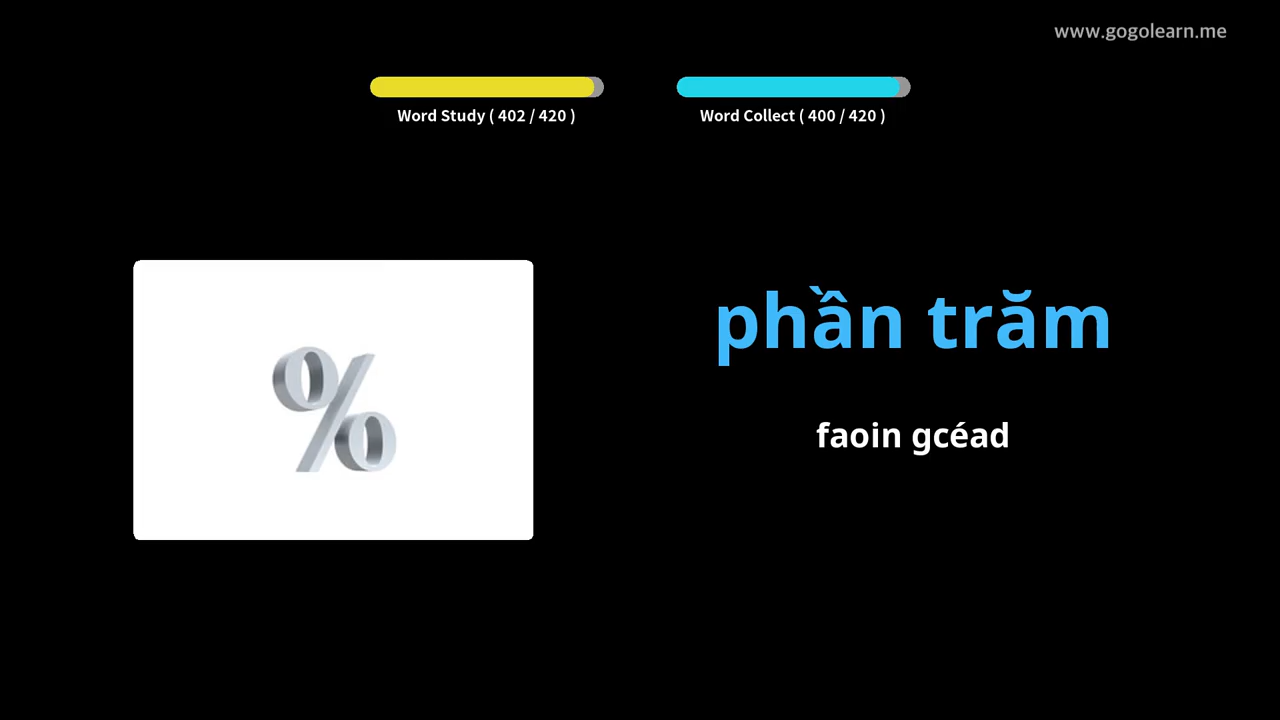 www.gogolearn.me
Word Study ( 402 / 420 )
Word Collect ( 400 / 420 )
%
phần trăm
faoin gcéad